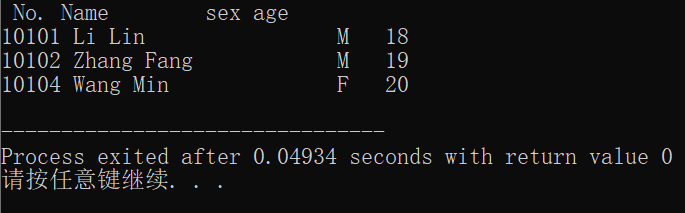 No. Name sex age
10101 Li Lin M 18
10102 Zhang Fang M 19
10104 Wang Min F 20
--------------------------------
Process exited after 0.04934 seconds with return value 0
请按任意键继续. . .